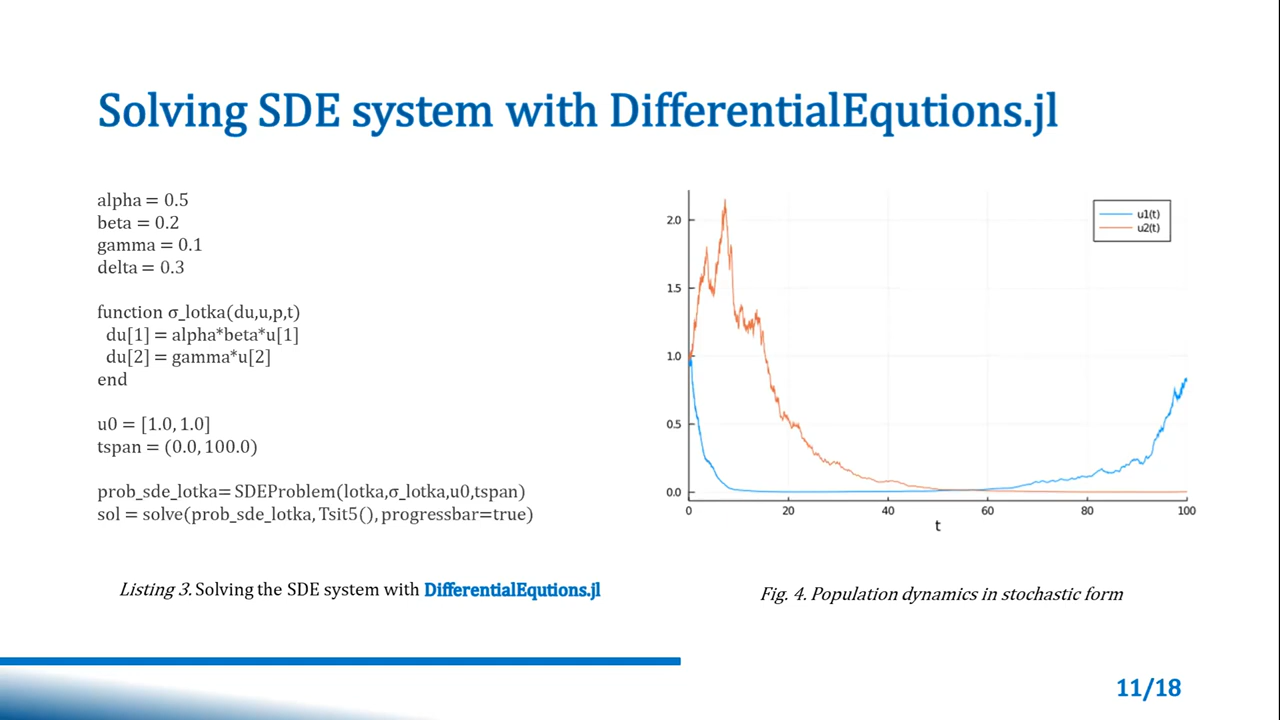 Solving SDE system with DifferentialEqutions.jl
alpha = 0.5
beta = 0.2
gamma = 0.1
delta = 0.3
function σ_lotka(du,u,p,t)
du[1] = alpha*beta*u[1]
du[2] = gamma*u[2]
end
u0 = [1.0, 1.0]
tspan = (0.0, 100.0)
prob_sde_lotka= SDEProblem(lotka,σ_lotka,u0,tspan)
sol = solve(prob_sde_lotka, Tsit5(), progressbar=true)
Listing 3. Solving the SDE system with DifferentialEqutions.jl
2.0
1.5
1.0
0.5
0.0
0 20 40 60 80 100
t
u1(t)
u2(t)
Fig. 4. Population dynamics in stochastic form
11/18